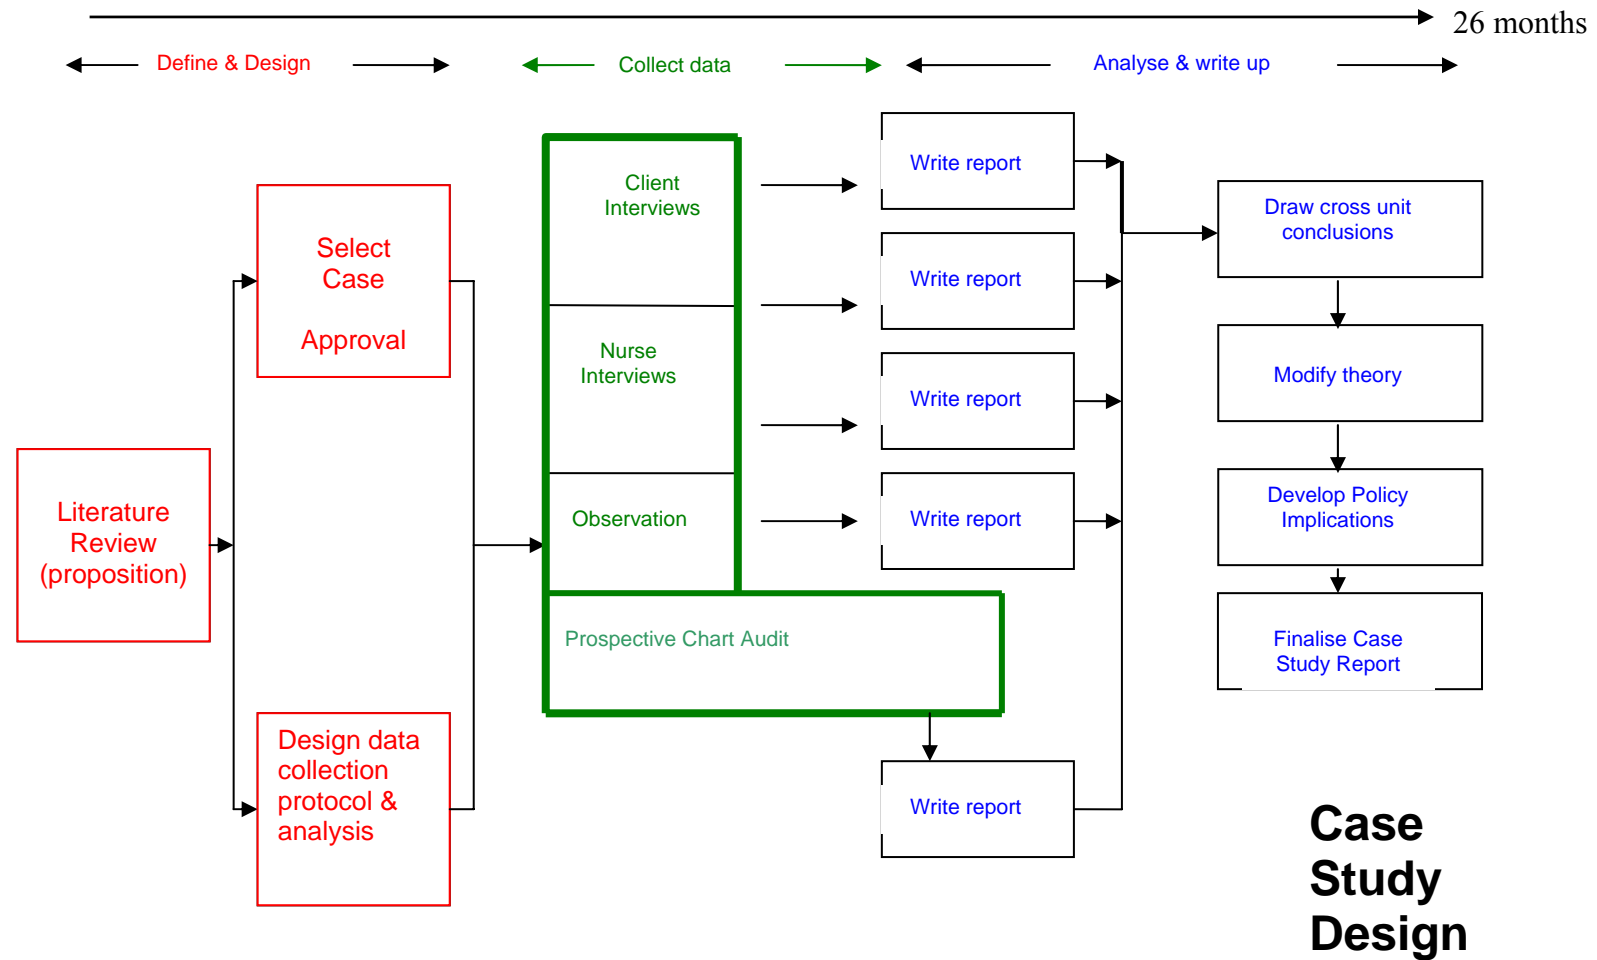 26 months
Define & Design
Collect data
Analyse & write up
Literature
Review
(proposition)
Select
Case
Approval
Design data
collection
protocol &
analysis
Client
Interviews
Nurse
Interviews
Observation
Prospective Chart Audit
Write report
Write report
Write report
Write report
Write report
Draw cross unit
conclusions
Modify theory
Develop Policy
Implications
Finalise Case
Study Report
Case
Study
Design